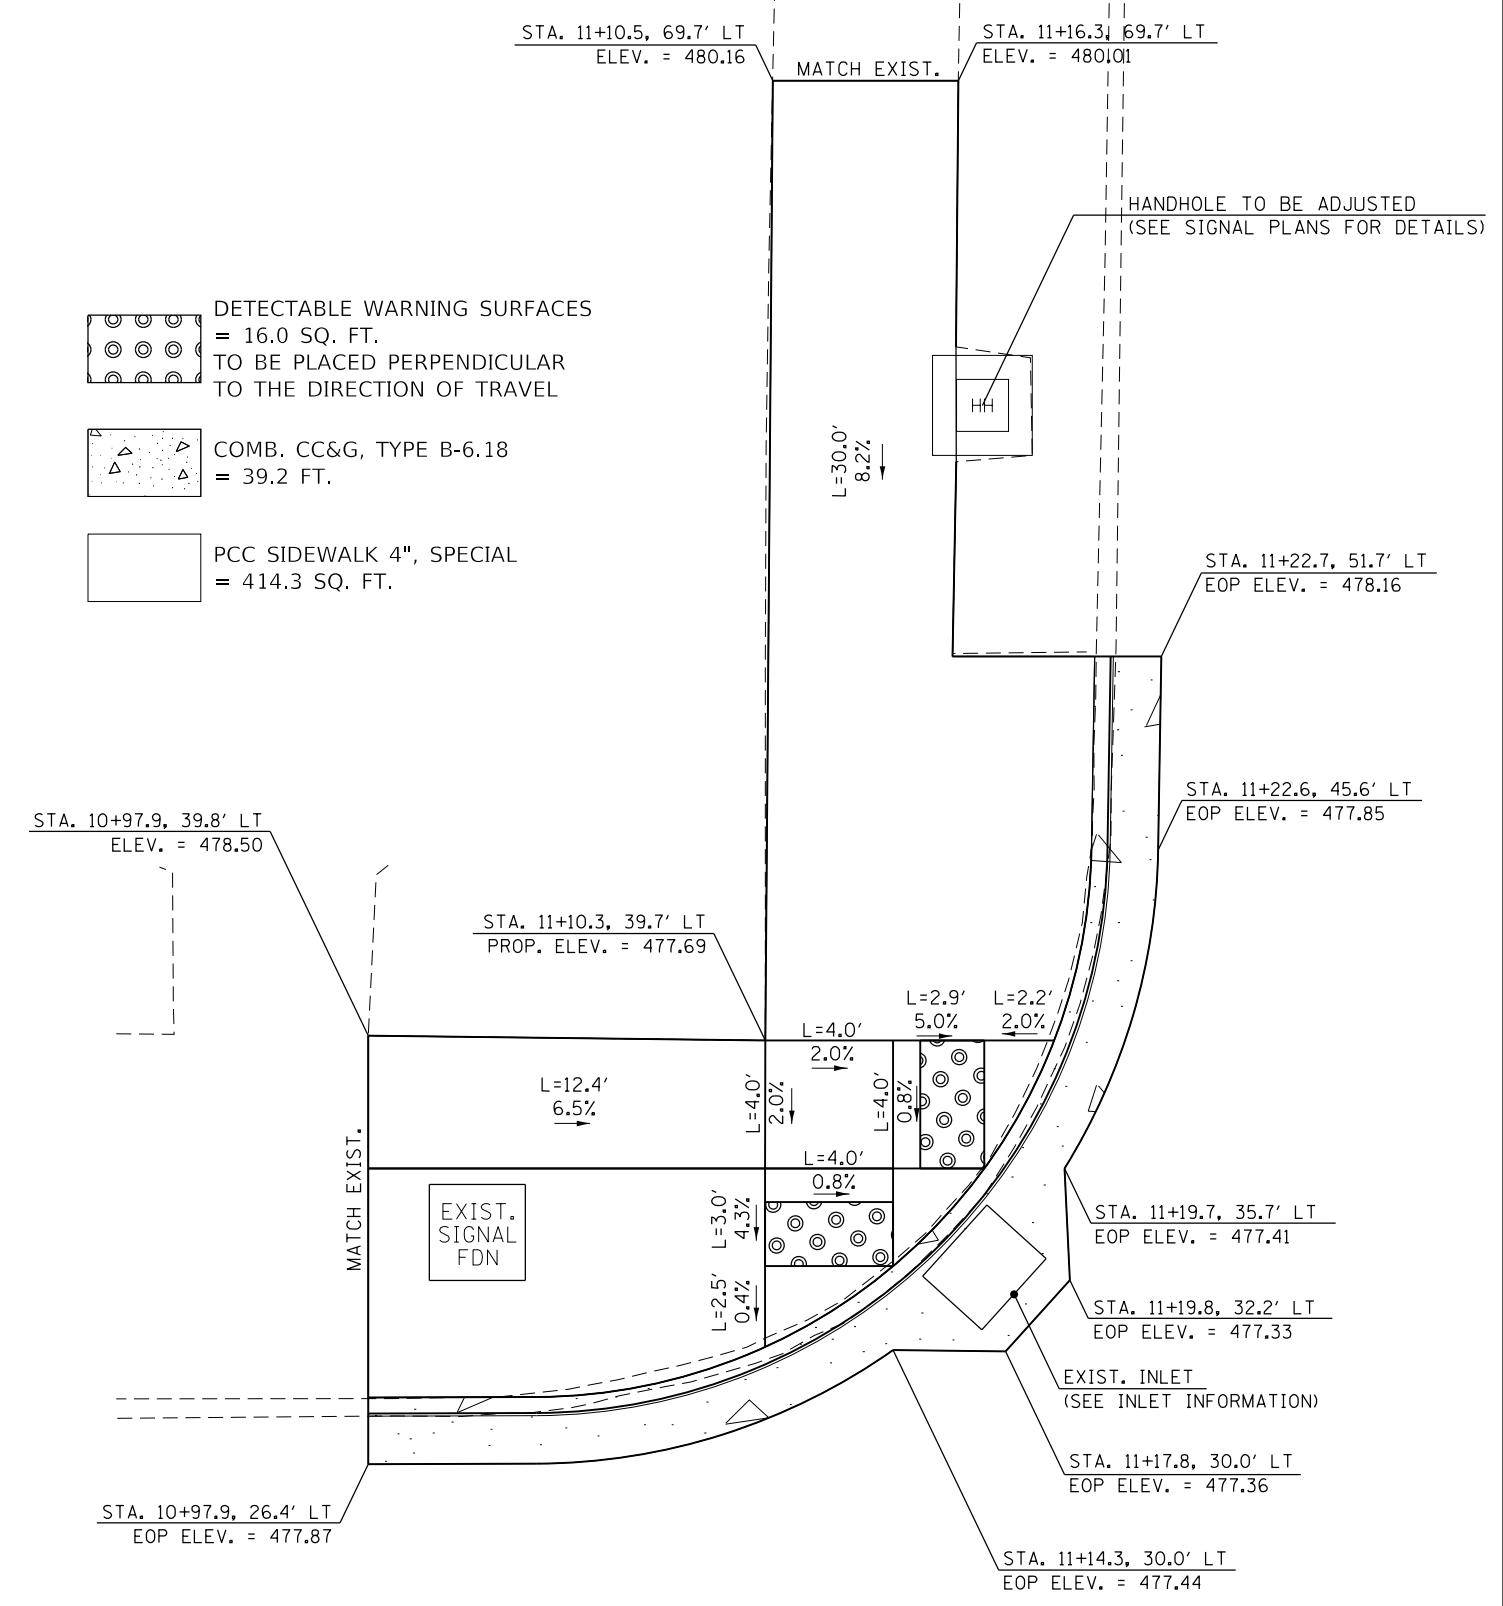 STA. 11+10.5, 69.7' LT
ELEV. = 480.16
STA. 11+16.3, 69.7' LT
ELEV. = 480.01
MATCH EXIST.
HANDHOLE TO BE ADJUSTED
(SEE SIGNAL PLANS FOR DETAILS)
DETECTABLE WARNING SURFACES
= 16.0 SQ. FT.
TO BE PLACED PERPENDICULAR
TO THE DIRECTION OF TRAVEL
COMB. CC&G, TYPE B-6.18
= 39.2 FT.
PCC SIDEWALK 4", SPECIAL
= 414.3 SQ. FT.
HH
L=30.0'
8.2%
STA. 11+22.7, 51.7' LT
EOP ELEV. = 478.16
STA. 11+22.6, 45.6' LT
EOP ELEV. = 477.85
STA. 10+97.9, 39.8' LT
ELEV. = 478.50
STA. 11+10.3, 39.7' LT
PROP. ELEV. = 477.69
L=2.9'
5.0%
L=2.2'
2.0%
L=4.0'
2.0%
L=12.4'
6.5%
L=4.0'
2.0%
L=4.0'
0.8%
L=4.0'
0.8%
MATCH EXIST.
EXIST.
SIGNAL
FDN
L=3.0'
4.3%
L=2.5'
0.4%
STA. 11+19.7, 35.7' LT
EOP ELEV. = 477.41
STA. 11+19.8, 32.2' LT
EOP ELEV. = 477.33
EXIST. INLET
(SEE INLET INFORMATION)
STA. 11+17.8, 30.0' LT
EOP ELEV. = 477.36
STA. 10+97.9, 26.4' LT
EOP ELEV. = 477.87
STA. 11+14.3, 30.0' LT
EOP ELEV. = 477.44